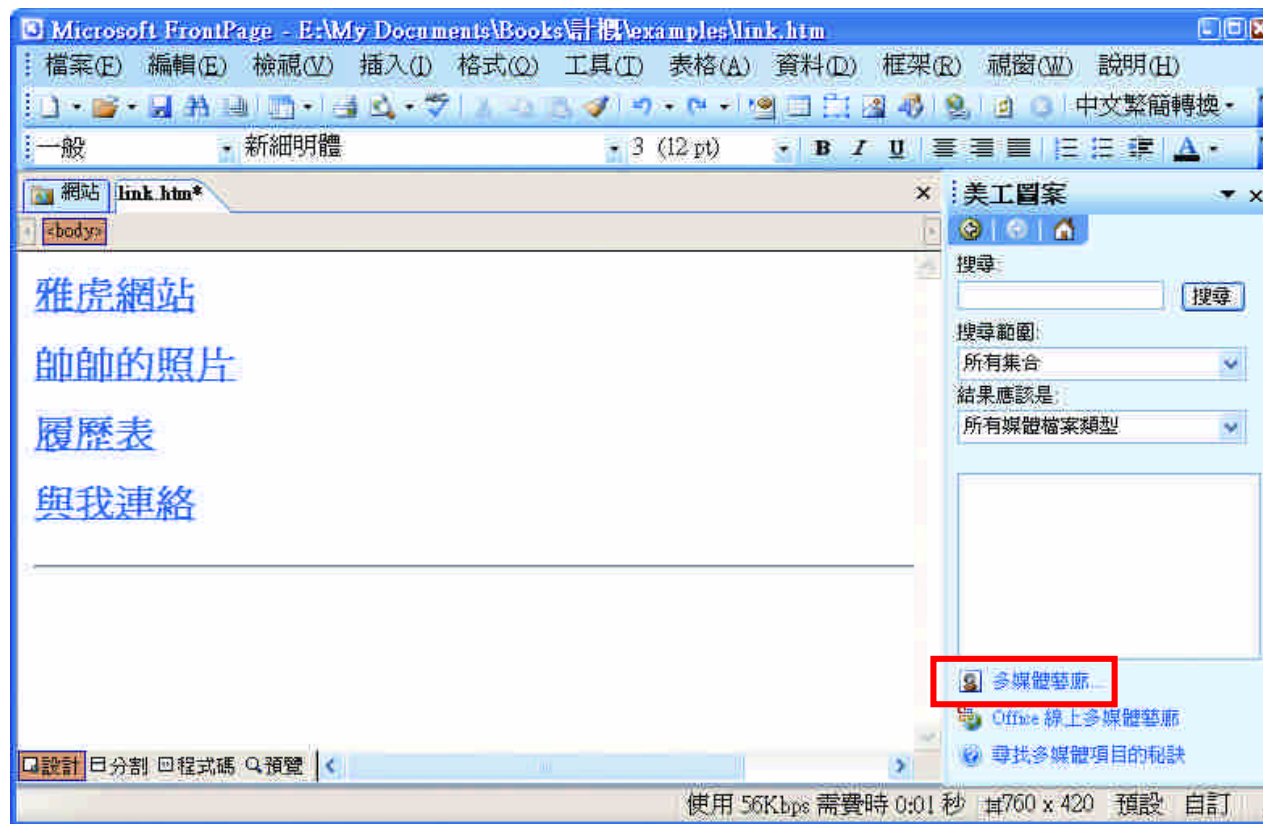 Microsoft FrontPage - E:\My Documents\Books\計概\examples\link.htm
檔案(F) 編輯(E) 檢視(V) 插入(I) 格式(O) 工具(T) 表格(A) 資料(D) 框架(R) 視窗(W) 說明(H)
中文繁簡轉換
一般 新細明體 3 (12 pt) B I U A
網站 link.htm*
<body>
雅虎網站
帥帥的照片
履歷表
與我連絡
美工圖案
搜尋:
搜尋
搜尋範圍:
所有集合
結果應該是:
所有媒體檔案類型
多媒體藝廊...
Office 線上多媒體藝廊
尋找多媒體項目的秘訣
設計 分割 程式碼 預覽
使用 56Kbps 需費時 0:01 秒 760 x 420 預設 自訂